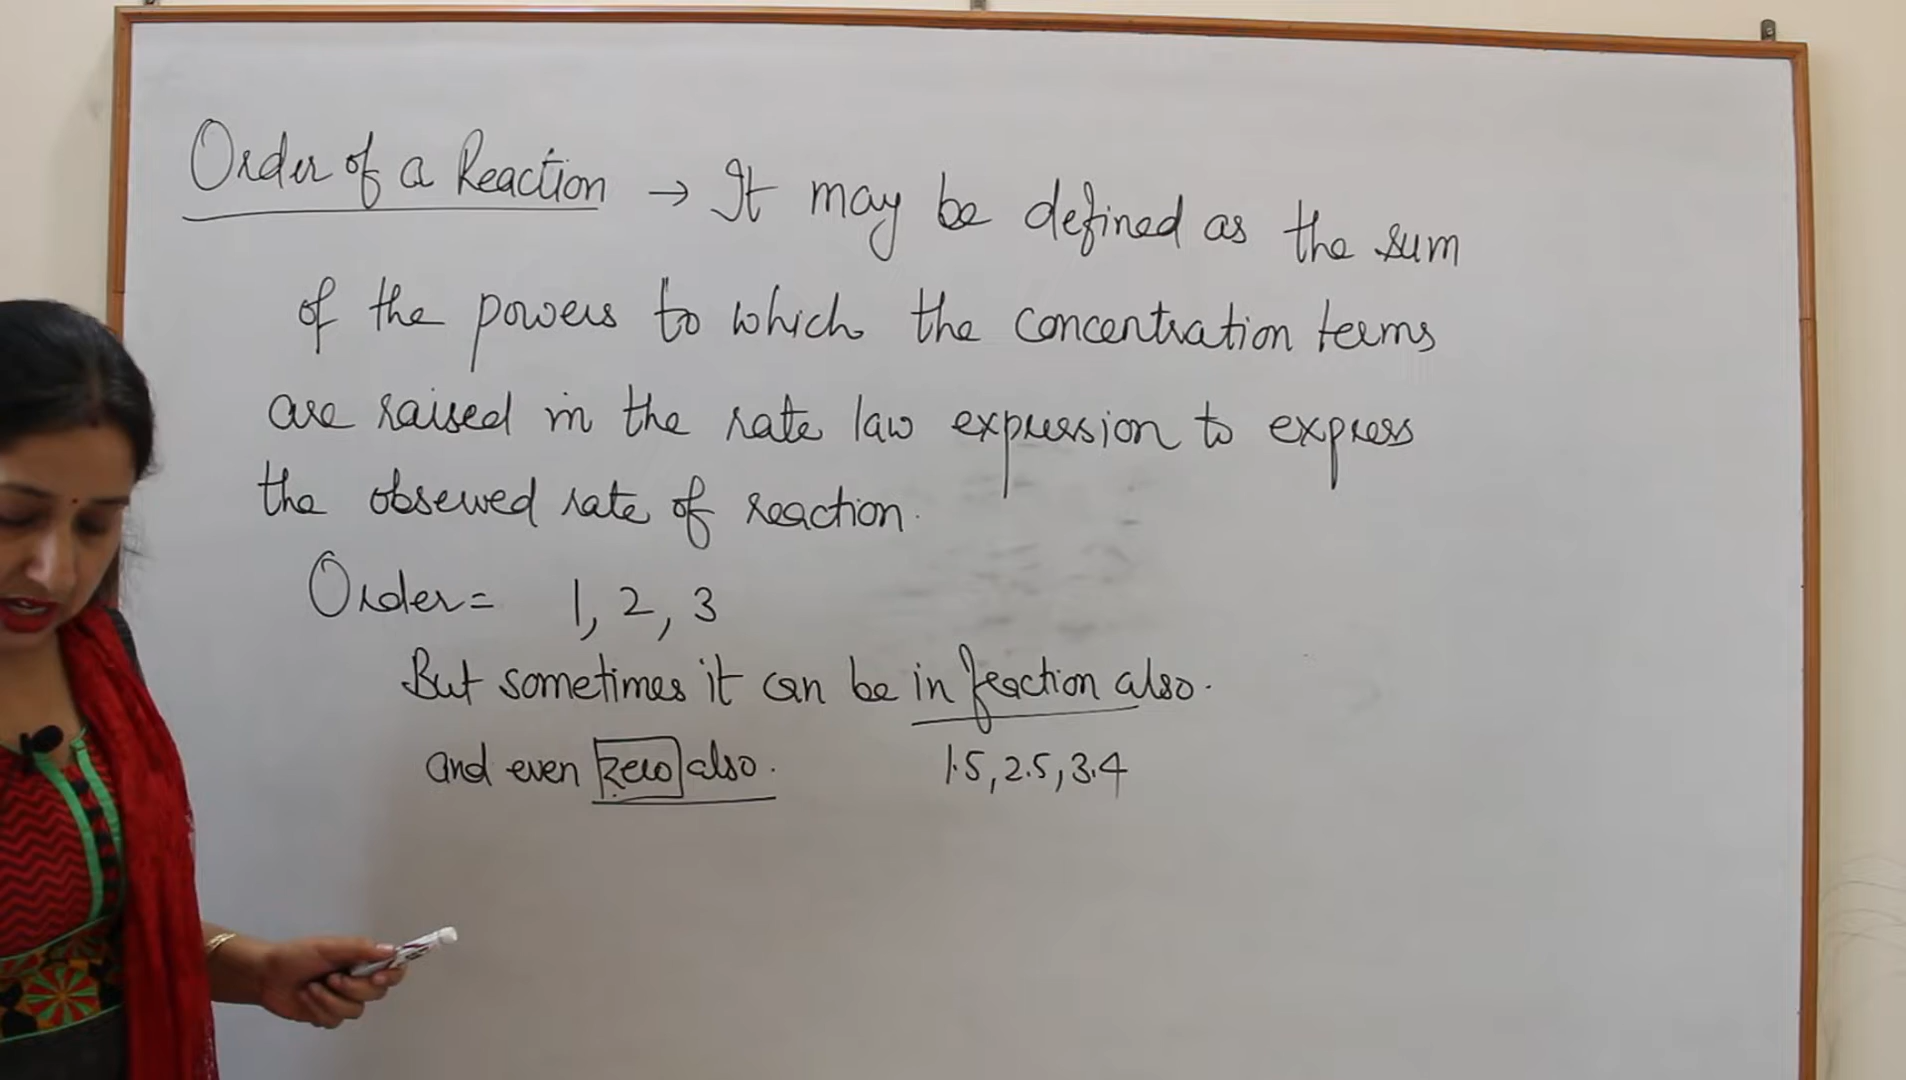 Order of a Reaction → It may be defined as the sum
of the powers to which the concentration terms
are raised in the rate law expression to express
the observed rate of reaction.
Order = 1, 2, 3
But sometimes it can be in fraction also.
and even zero also. 1.5, 2.5, 3.4